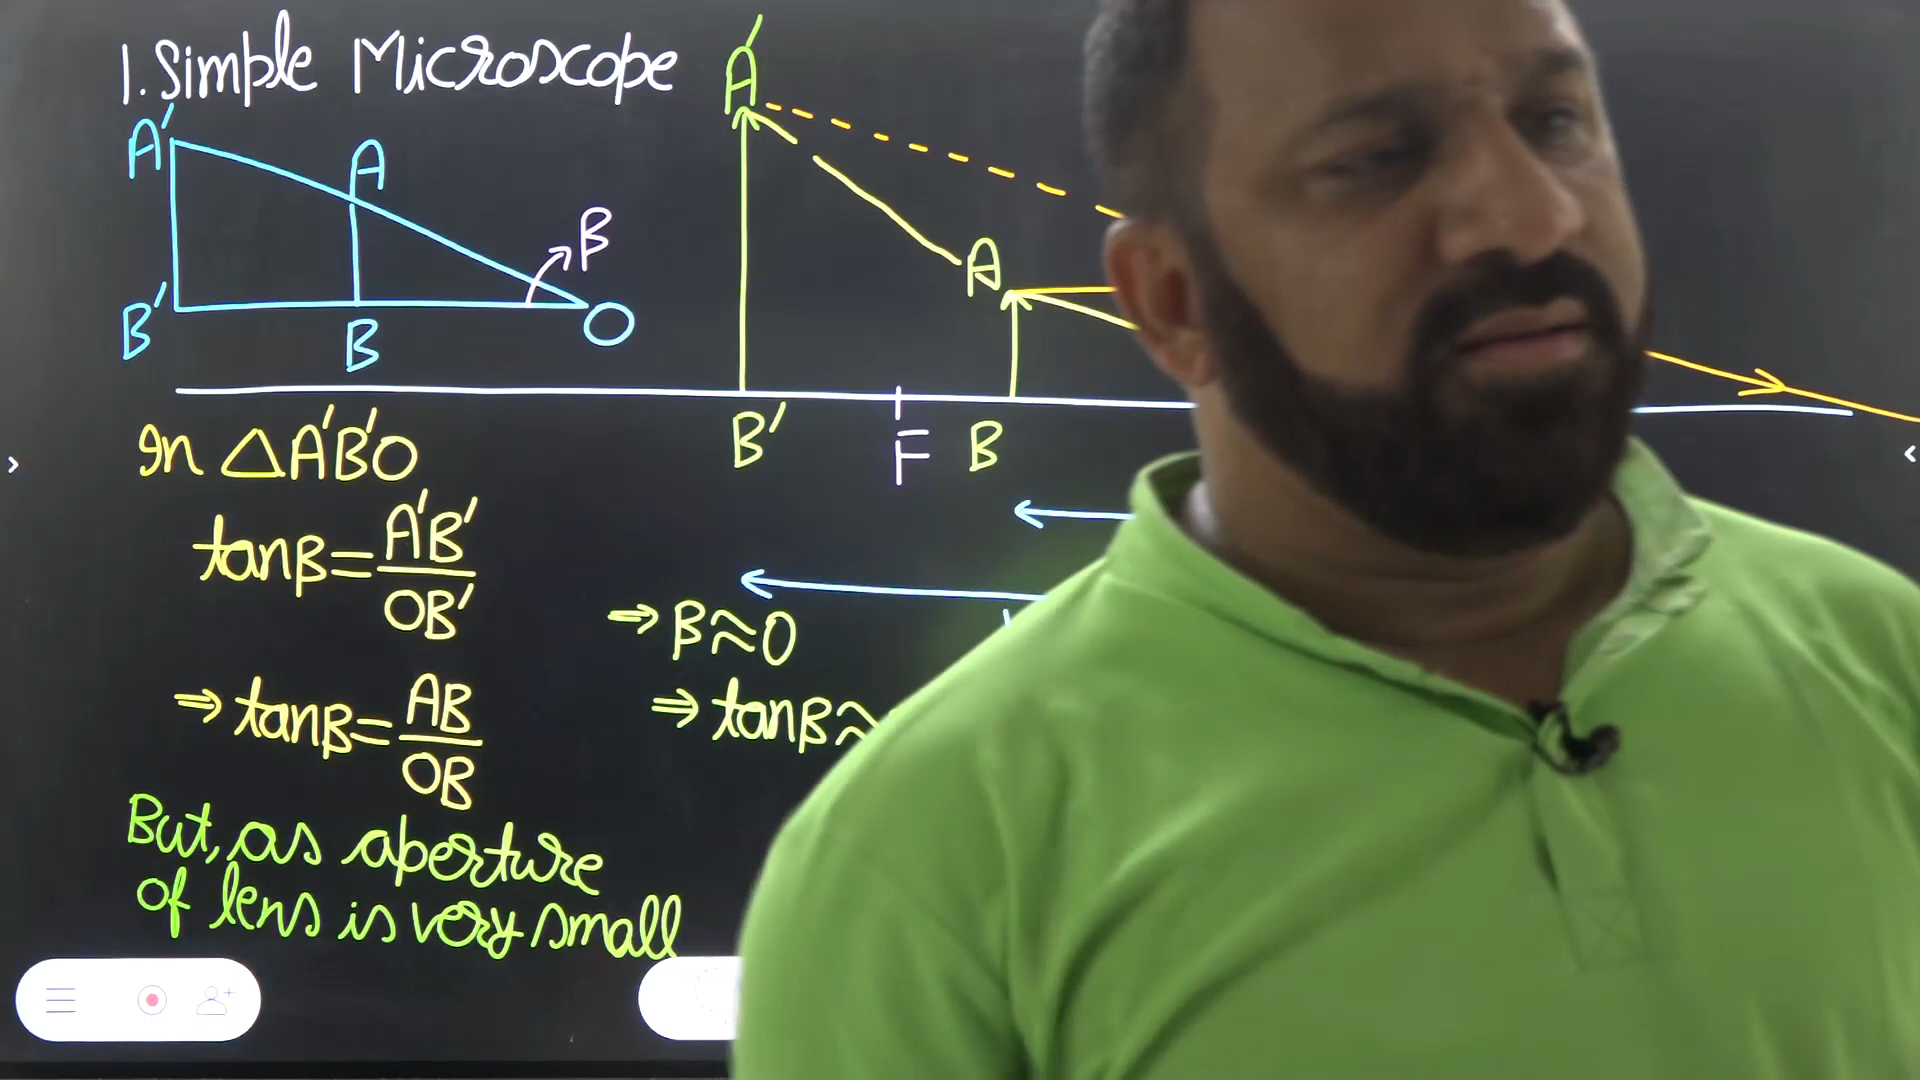 1. Simple Microscope
A'
A
β
B'
B
O
A'
A
B'
F
B
In △A'B'O
tanβ = A'B' / OB'
⇒ tanβ = AB / OB
But, as aperture
of lens is very small
⇒ β ≈ 0
⇒ tanβ ≈